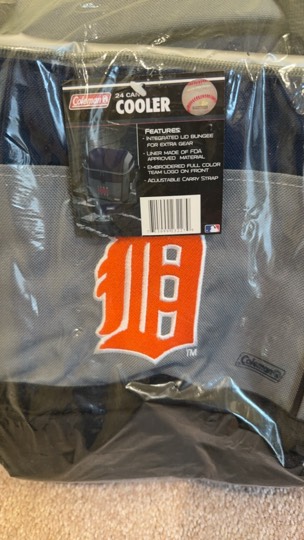 Coleman
24 CAN
COOLER
FEATURES:
- INTEGRATED LID BUNGEE
FOR EXTRA GEAR
- LINER MADE OF FDA
APPROVED MATERIAL
- EMBROIDERED FULL COLOR
TEAM LOGO ON FRONT
- ADJUSTABLE CARRY STRAP
D
TM
Coleman